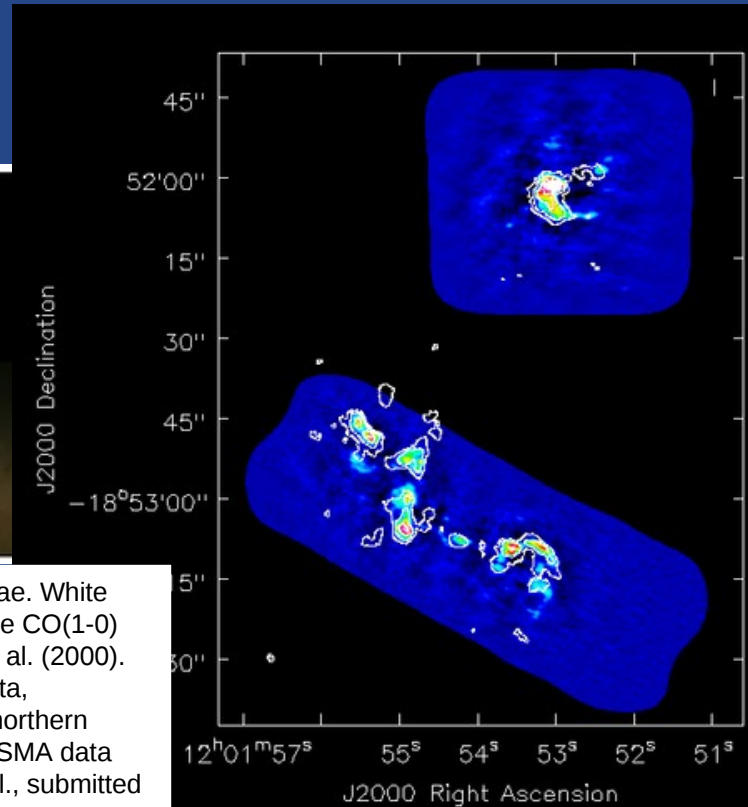 45"
52'00"
15"
30"
45"
−18°53'00"
15"
30"
J2000 Declination
12ʰ01ᵐ57ˢ 55ˢ 54ˢ 53ˢ 52ˢ 51ˢ
J2000 Right Ascension
ae. White
e CO(1-0)
al. (2000).
ta,
northern
SMA data
l., submitted